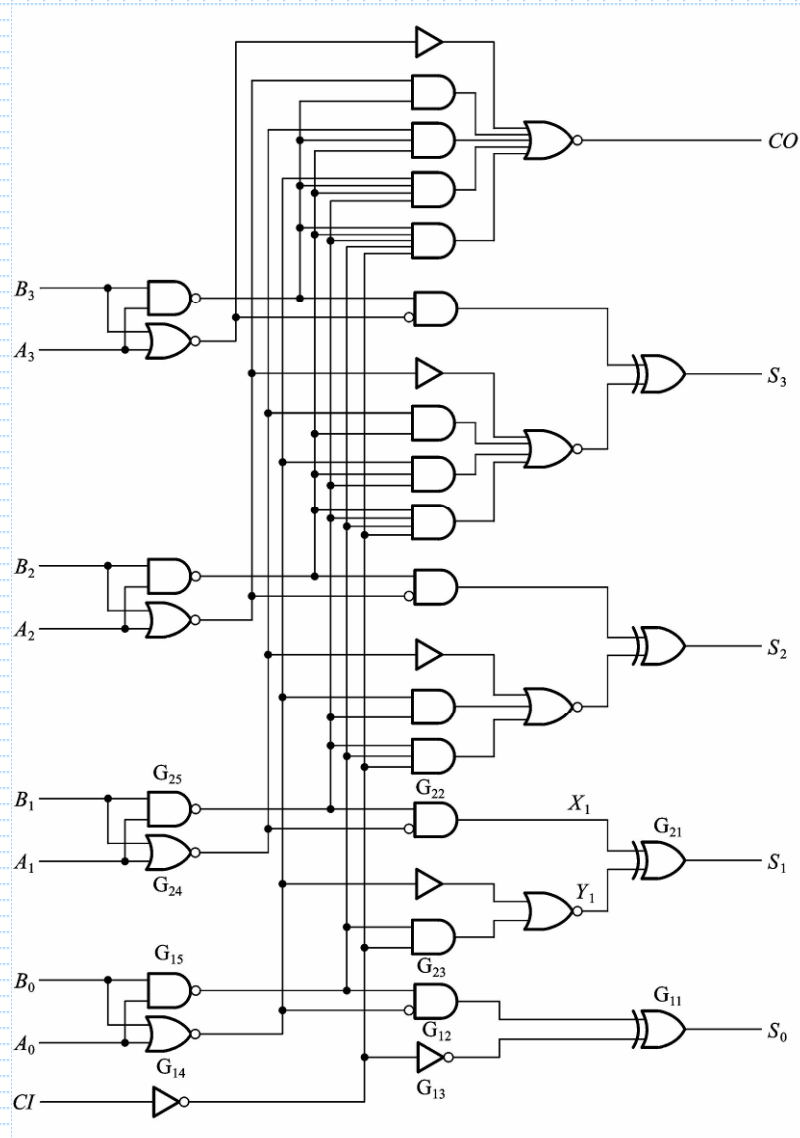 CO
B₃
A₃
S₃
B₂
A₂
S₂
G₂₂
G₂₅
B₁
X₁
G₂₁
A₁
S₁
G₂₄
Y₁
G₂₃
G₁₅
B₀
G₁₁
G₁₂
A₀
S₀
G₁₄
G₁₃
CI